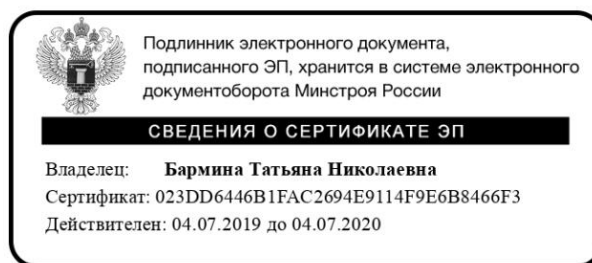 Подлинник электронного документа,
подписанного ЭП, хранится в системе электронного
документоборота Минстроя России
СВЕДЕНИЯ О СЕРТИФИКАТЕ ЭП
Владелец: Бармина Татьяна Николаевна
Сертификат: 023DD6446B1FAC2694E9114F9E6B8466F3
Действителен: 04.07.2019 до 04.07.2020